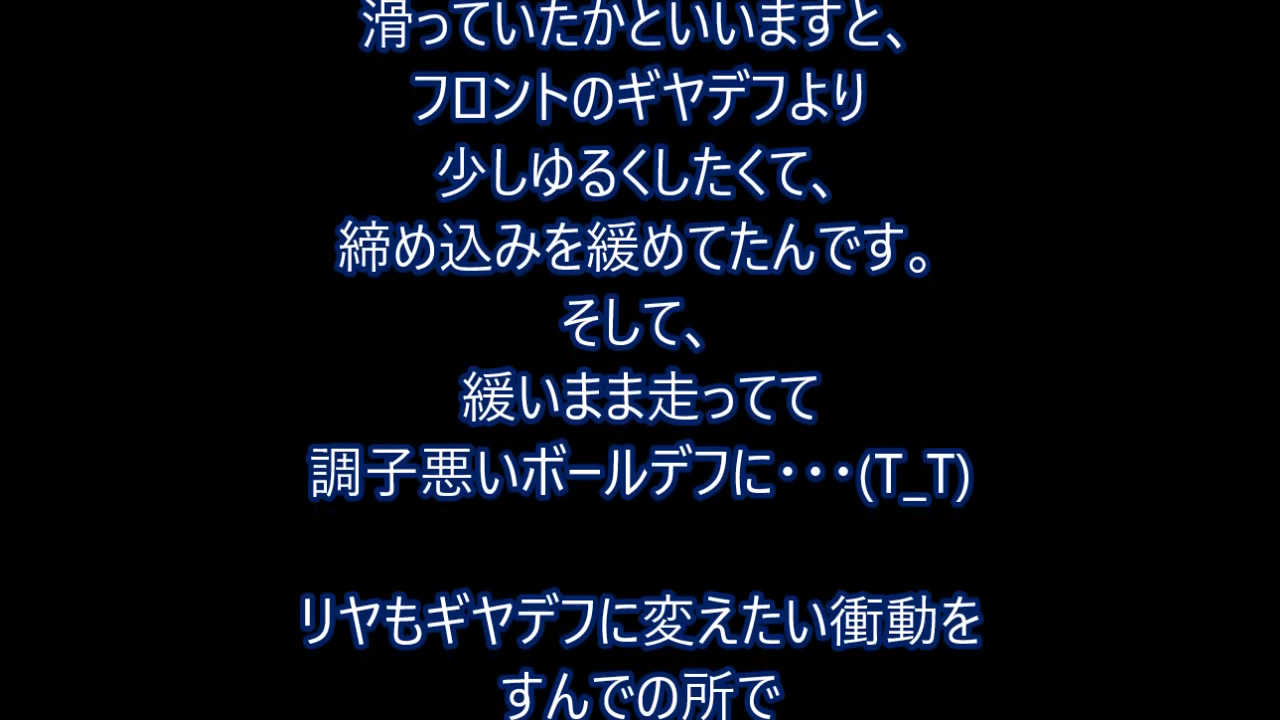 滑っていたかといいますと、
フロントのギヤデフより
少しゆるくしたくて、
締め込みを緩めてたんです。
そして、
緩いまま走ってて
調子悪いボールデフに・・・(T_T)
リヤもギヤデフに変えたい衝動を
すんでの所で